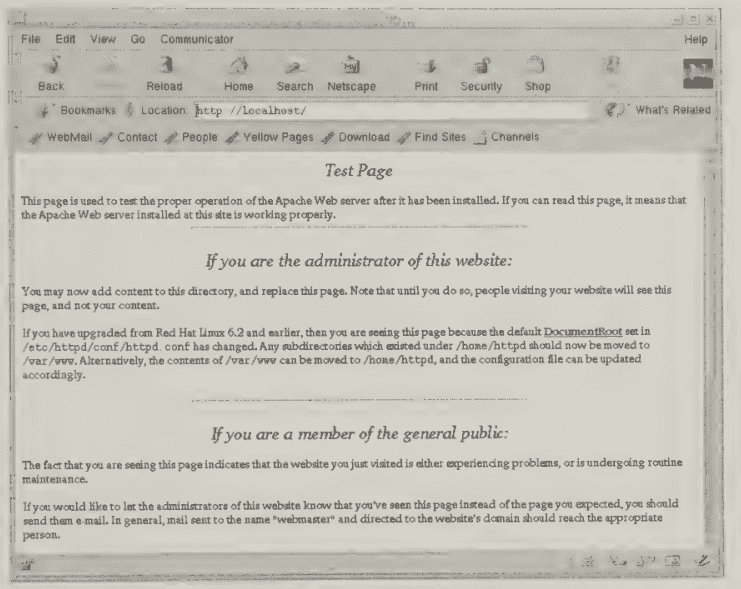 File Edit View Go Communicator Help
Back Reload Home Search Netscape Print Security Shop
Bookmarks Location: http //localhost/ What's Related
WebMail Contact People Yellow Pages Download Find Sites Channels
Test Page
This page is used to test the proper operation of the Apache Web server after it has been installed. If you can read this page, it means that
the Apache Web server installed at this site is working properly.
If you are the administrator of this website:
You may now add content to this directory, and replace this page. Note that until you do so, people visiting your website will see this
page, and not your content.
If you have upgraded from Red Hat Linux 6.2 and earlier, then you are seeing this page because the default DocumentRoot set in
/etc/httpd/conf/httpd. conf has changed. Any subdirectories which existed under /home/httpd should now be moved to
/var/www. Alternatively, the contents of /var/www can be moved to /home/httpd, and the configuration file can be updated
accordingly.
If you are a member of the general public:
The fact that you are seeing this page indicates that the website you just visited is either experiencing problems, or is undergoing routine
maintenance.
If you would like to let the administrators of this website know that you've seen this page instead of the page you expected, you should
send them e-mail. In general, mail sent to the name "webmaster" and directed to the website's domain should reach the appropriate
person.